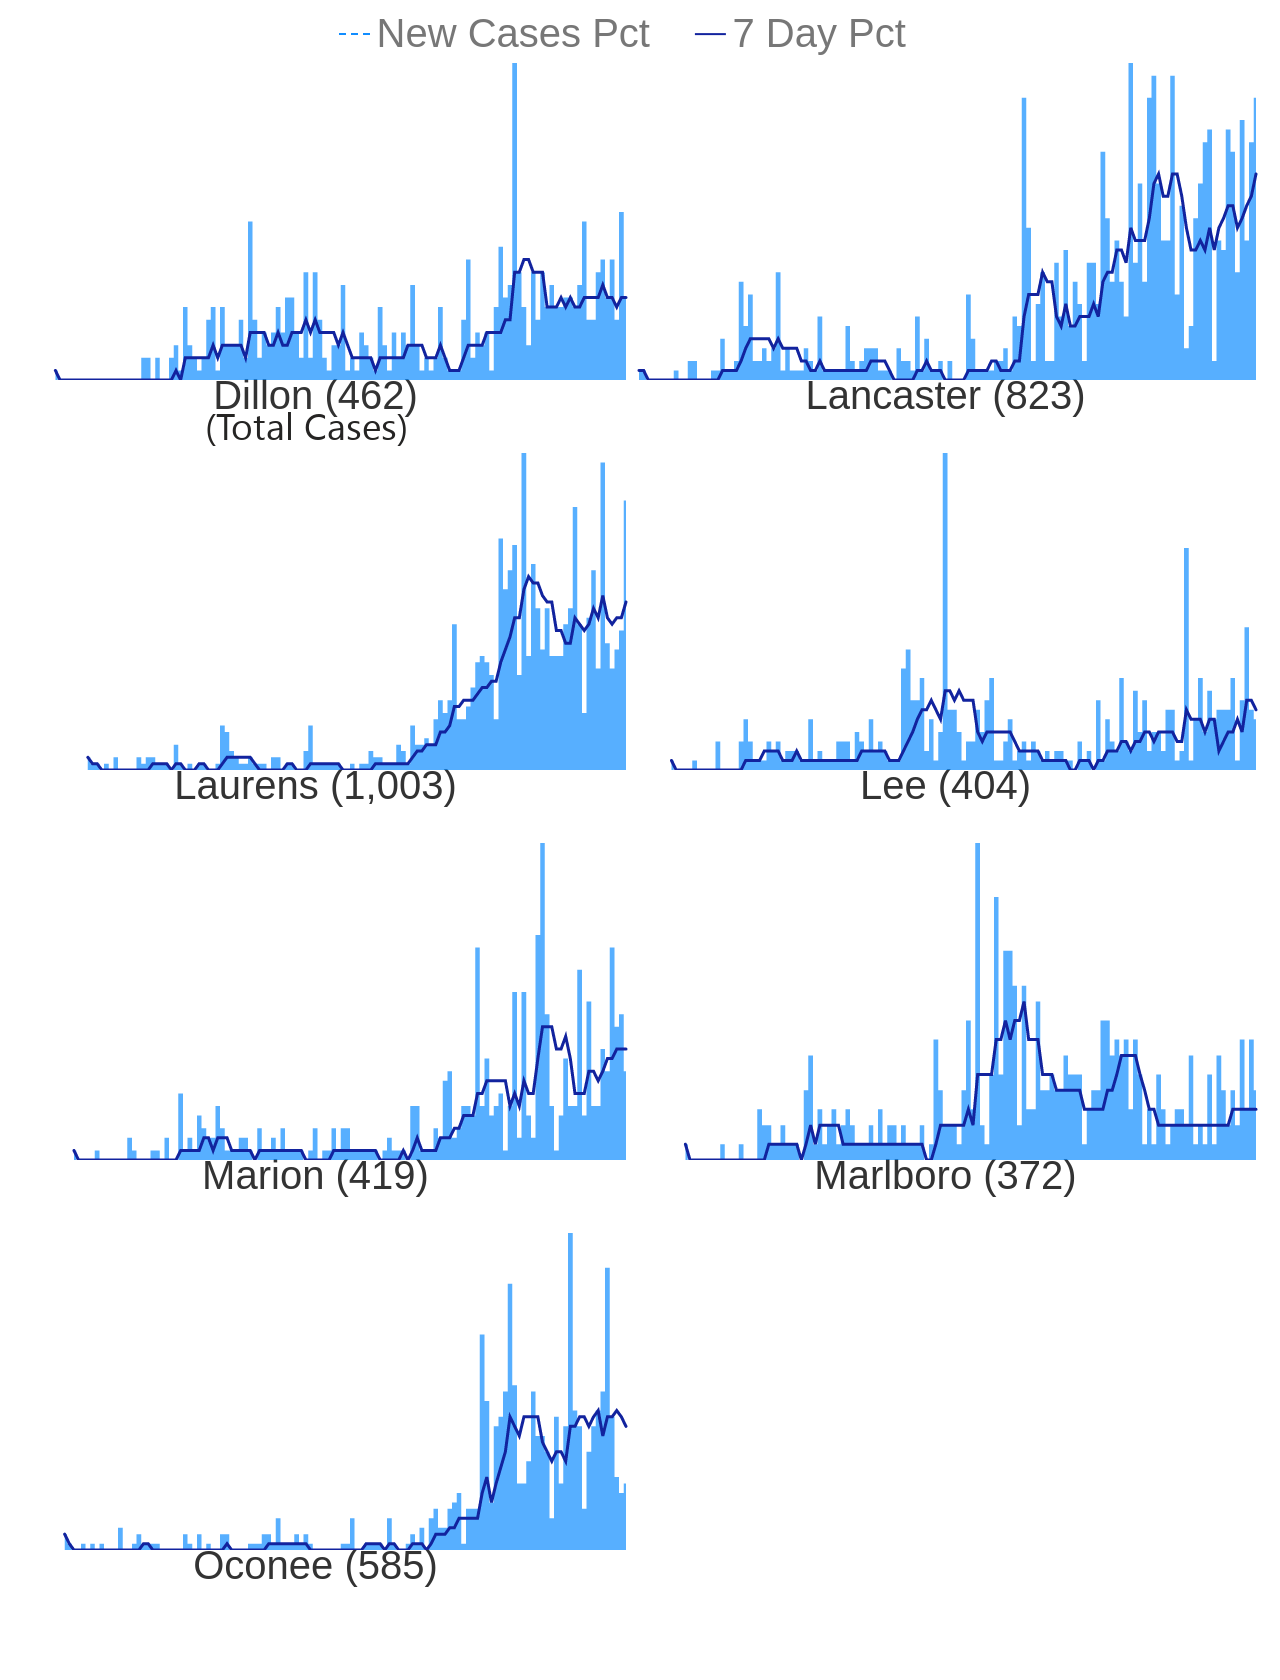 New Cases Pct 7 Day Pct
Dillon (462) Lancaster (823)
(Total Cases)
Laurens (1,003) Lee (404)
Marion (419) Marlboro (372)
Oconee (585)